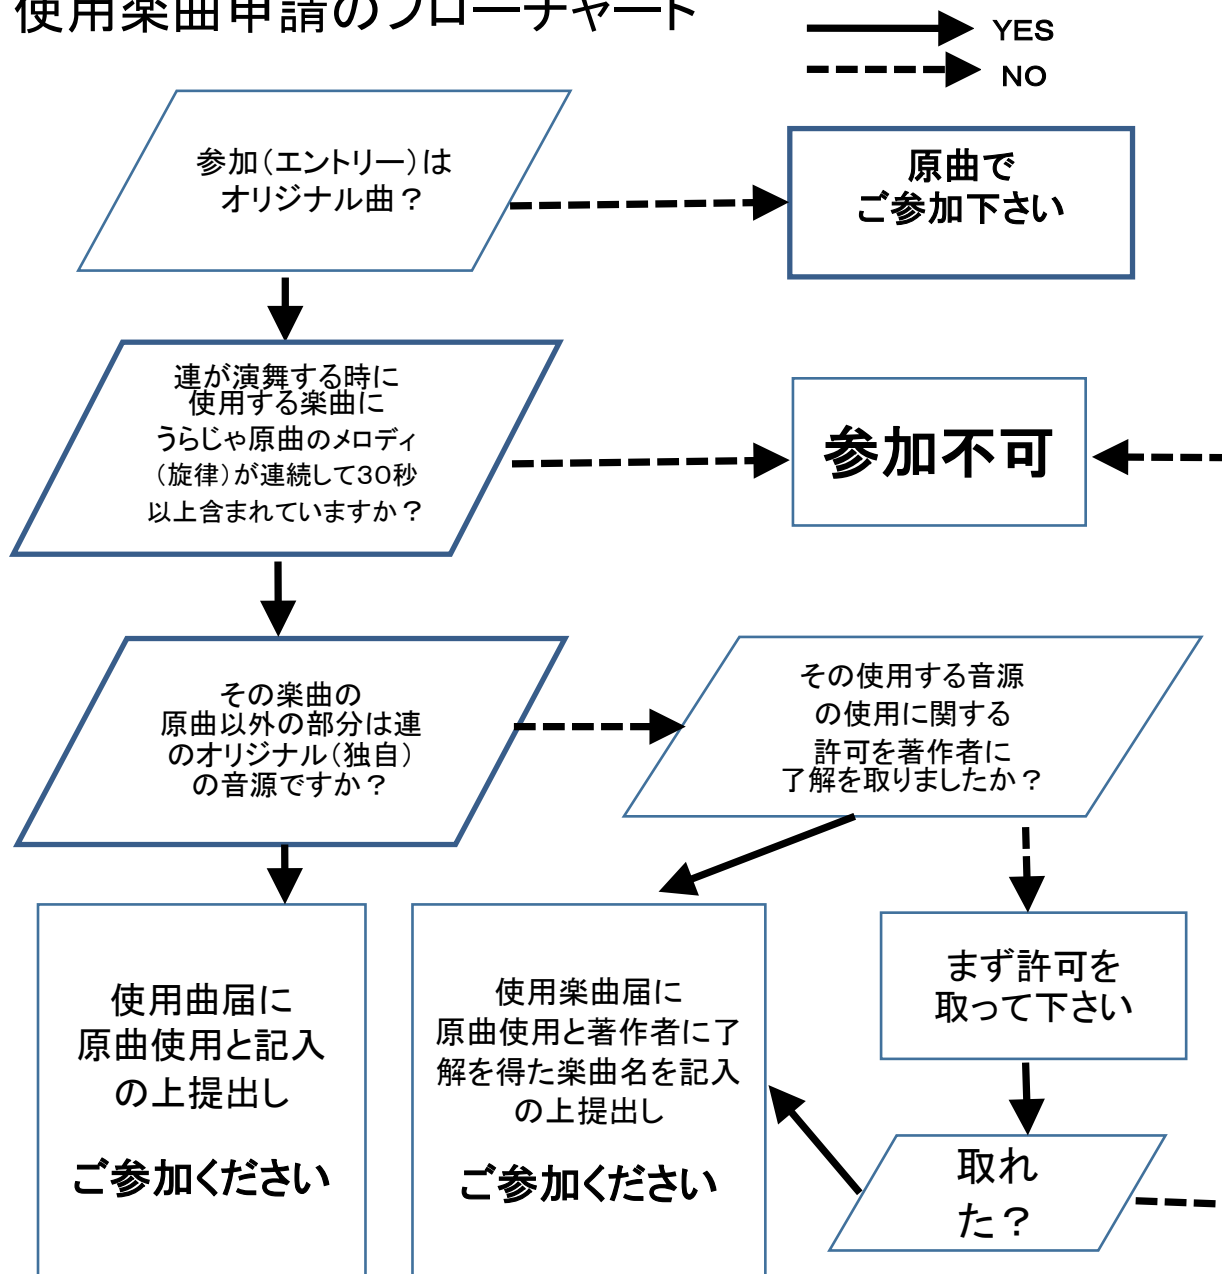 使用楽曲申請のフローチャート
YES
NO
参加（エントリー）は
オリジナル曲？
原曲で
ご参加下さい
連が演舞する時に
使用する楽曲に
うらじゃ原曲のメロディ
（旋律）が連続して30秒
以上含まれていますか？
参加不可
その楽曲の
原曲以外の部分は連
のオリジナル（独自）
の音源ですか？
その使用する音源
の使用に関する
許可を著作者に
了解を取りましたか？
使用曲届に
原曲使用と記入
の上提出し
ご参加ください
使用楽曲届に
原曲使用と著作者に了
解を得た楽曲名を記入
の上提出し
ご参加ください
まず許可を
取って下さい
取れ
た？